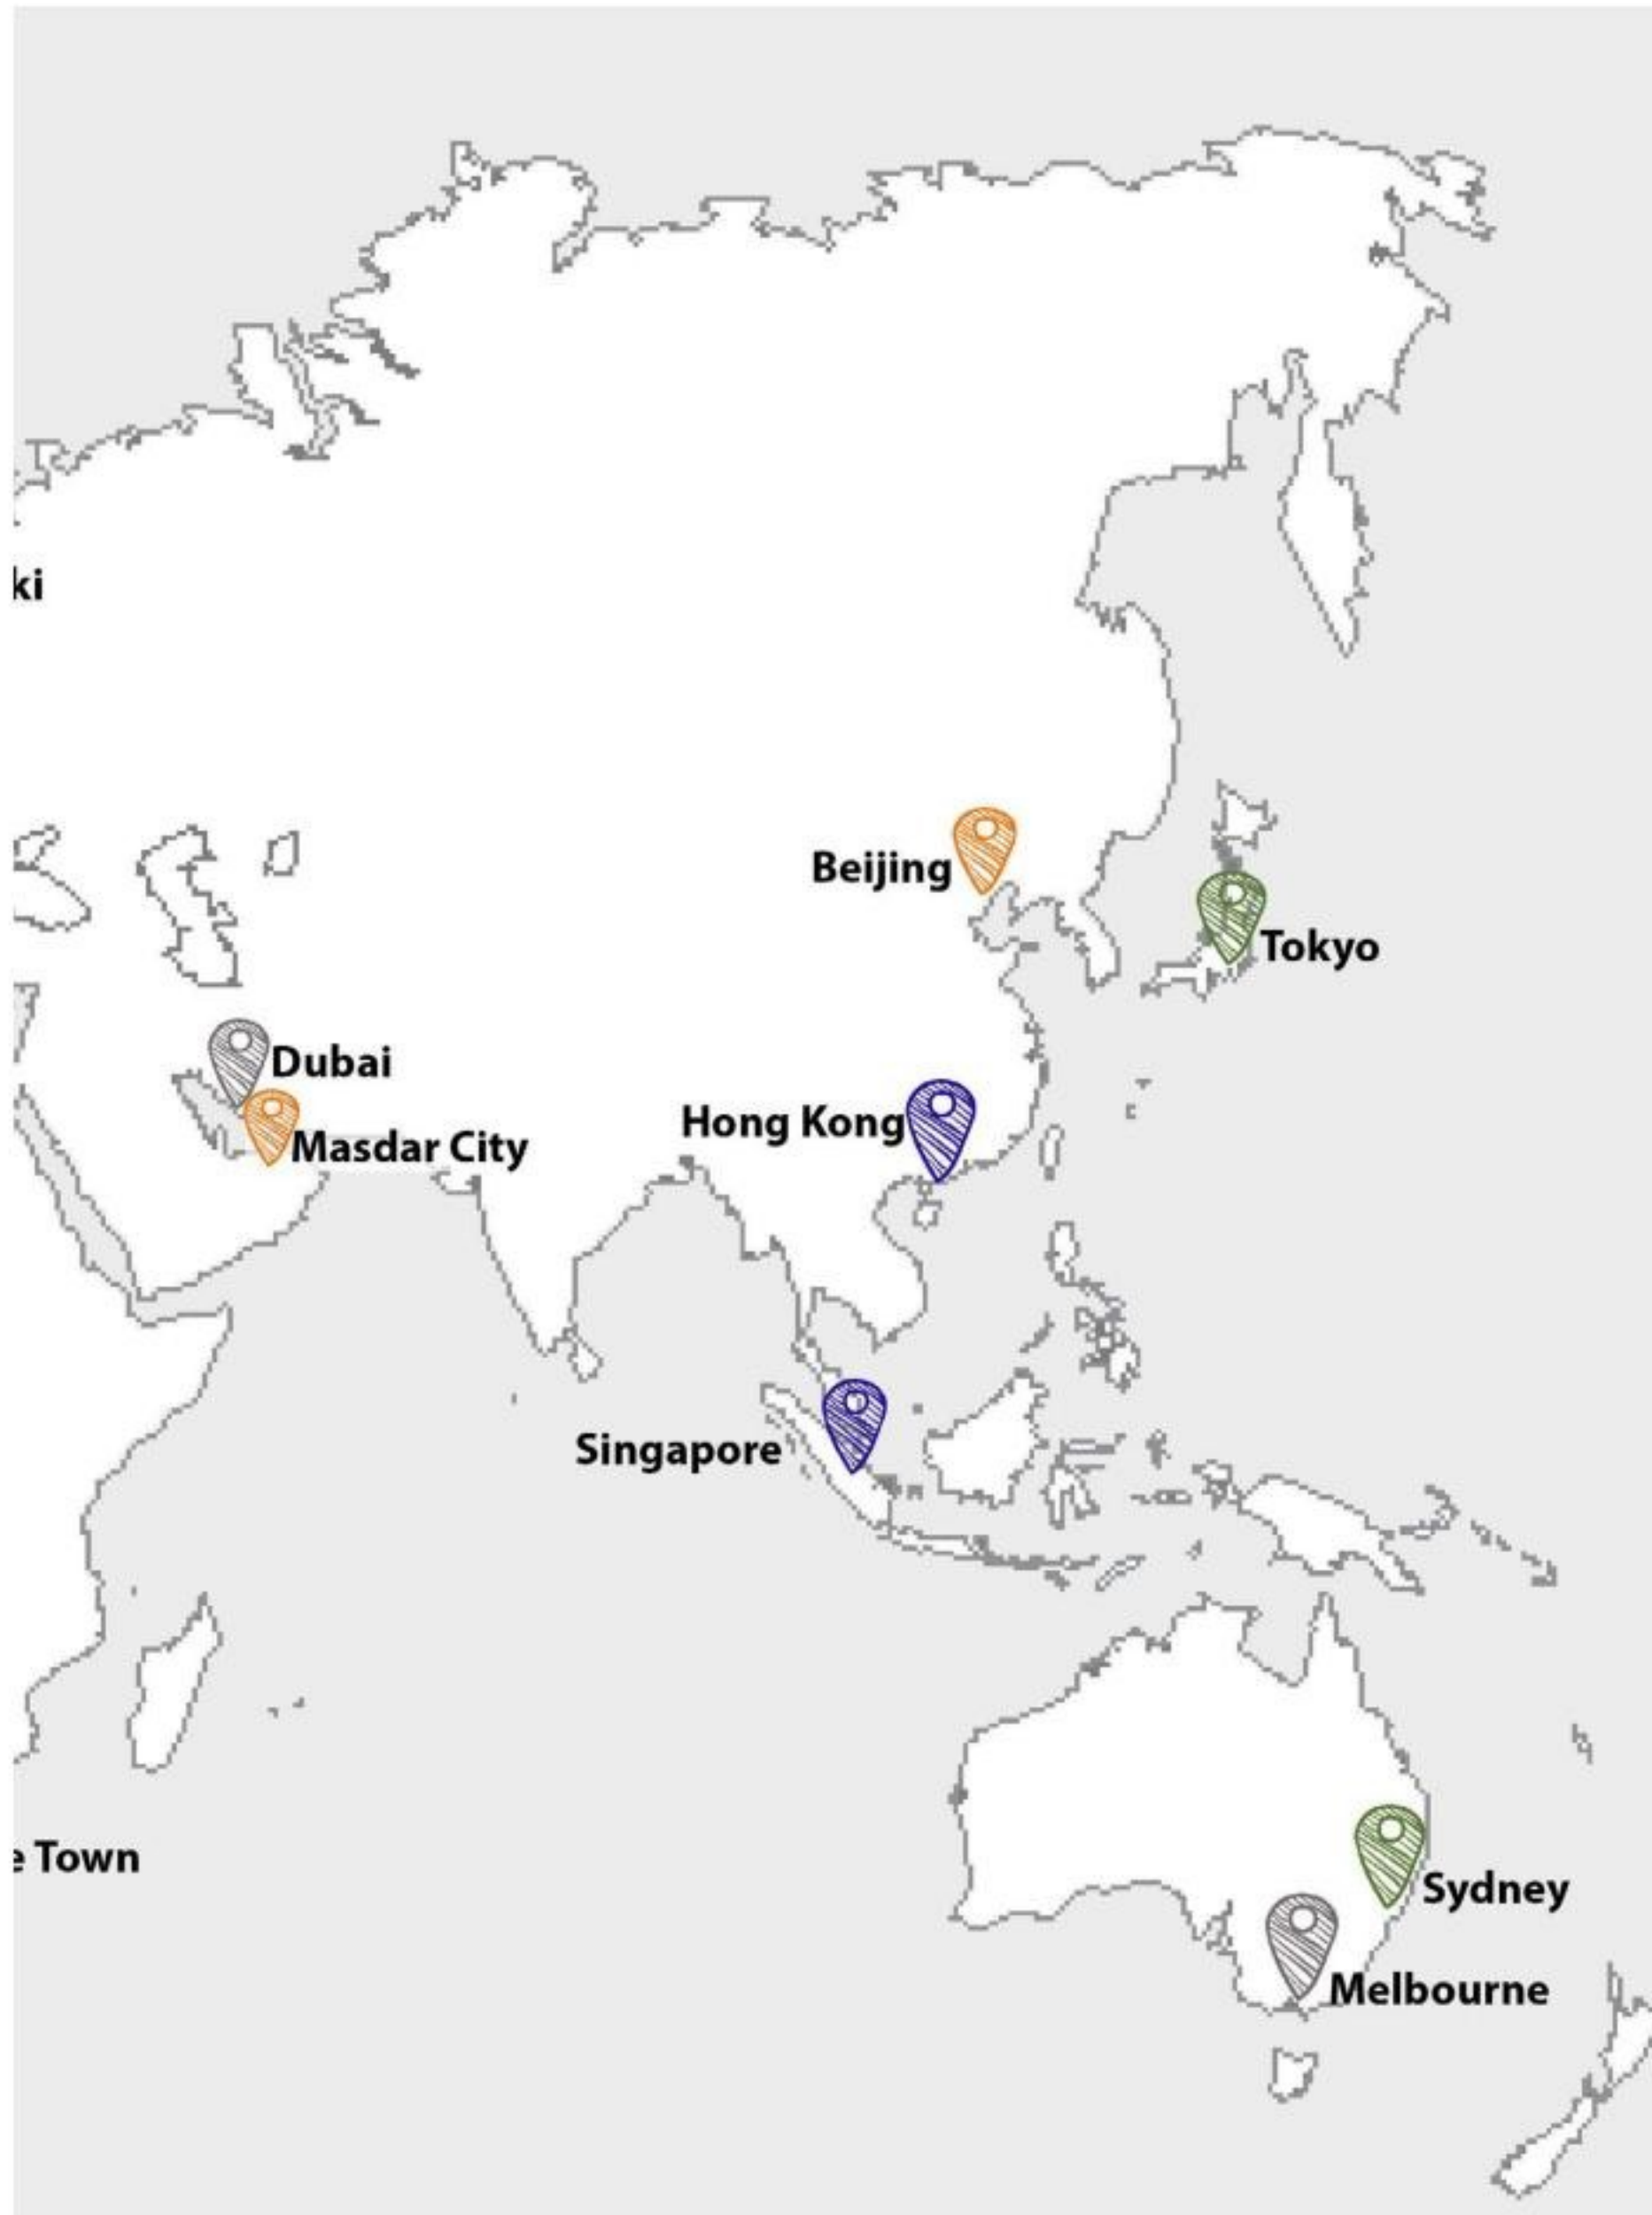 ki
Beijing
Tokyo
Dubai
Hong Kong
Masdar City
Singapore
e Town
Sydney
Melbourne